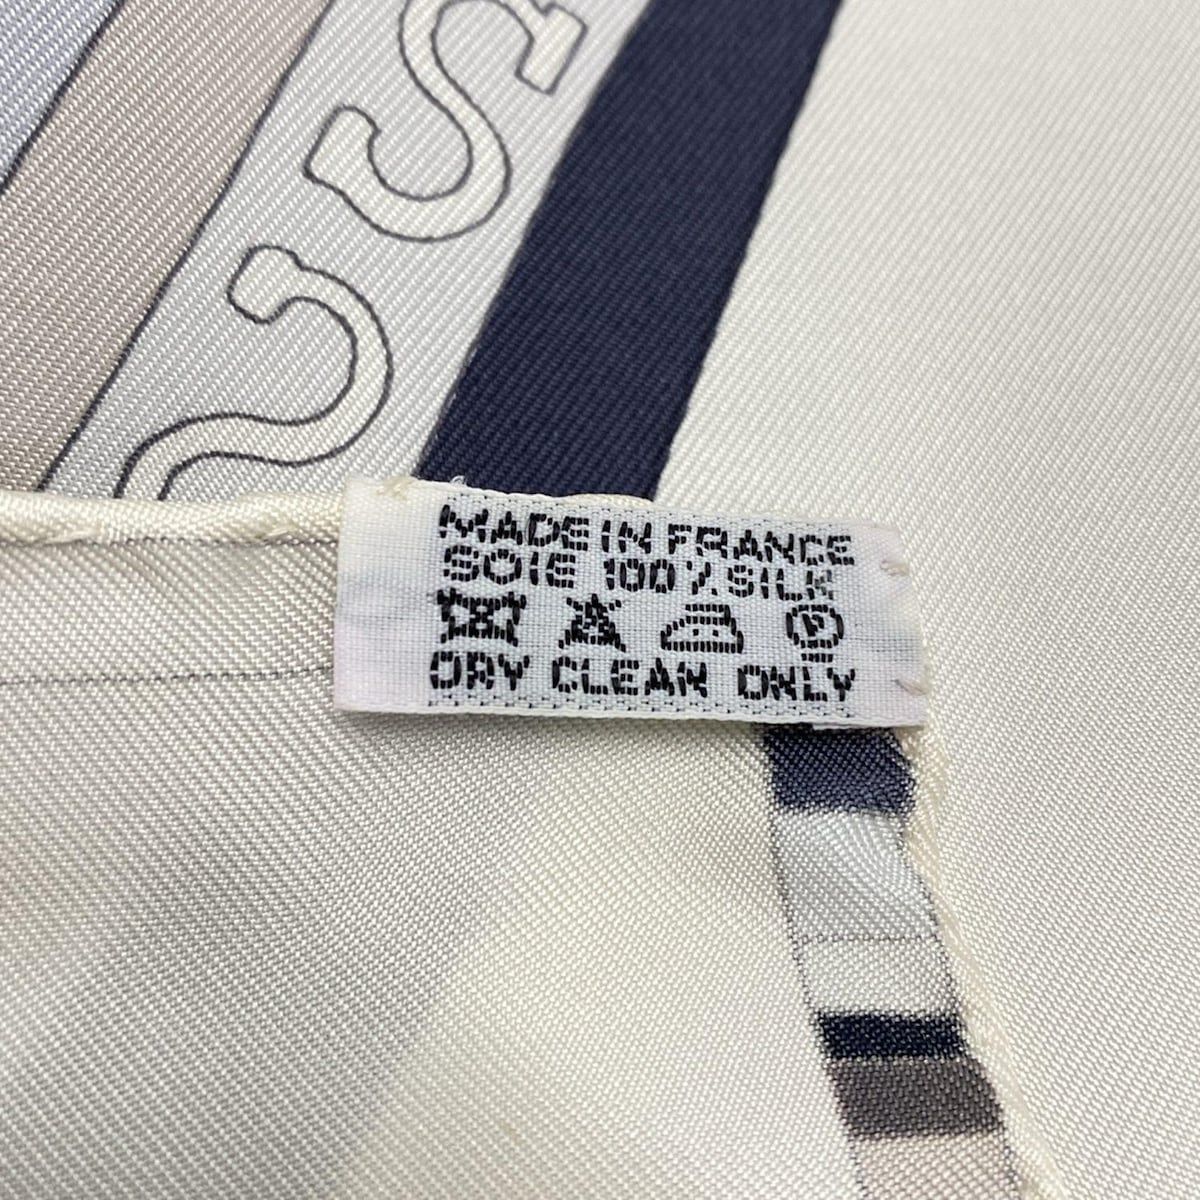 MADE IN FRANCE
SOIE 100% SILK
P
DRY CLEAN ONLY